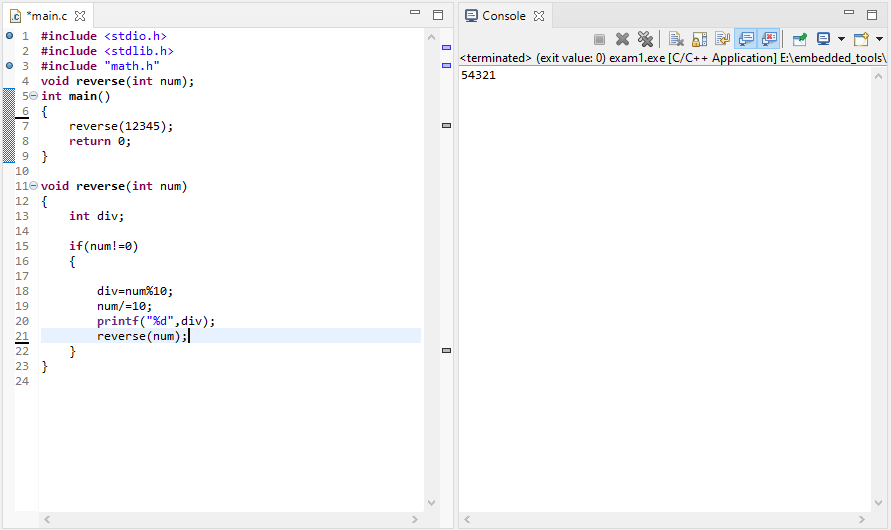 *main.c
1 #include <stdio.h>
2 #include <stdlib.h>
3 #include "math.h"
4 void reverse(int num);
5 int main()
6 {
7     reverse(12345);
8     return 0;
9 }
10
11 void reverse(int num)
12 {
13     int div;
14
15     if(num!=0)
16     {
17
18         div=num%10;
19         num/=10;
20         printf("%d",div);
21         reverse(num);
22     }
23 }
24
Console
<terminated> (exit value: 0) exam1.exe [C/C++ Application] E:\embedded_tools\
54321